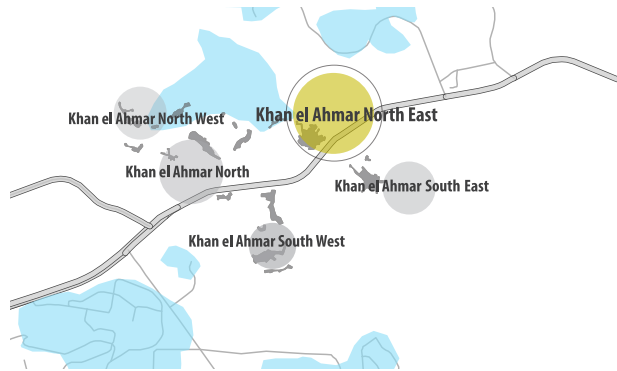 Khan el Ahmar North West
Khan el Ahmar North East
Khan el Ahmar North
Khan el Ahmar South East
Khan el Ahmar South West